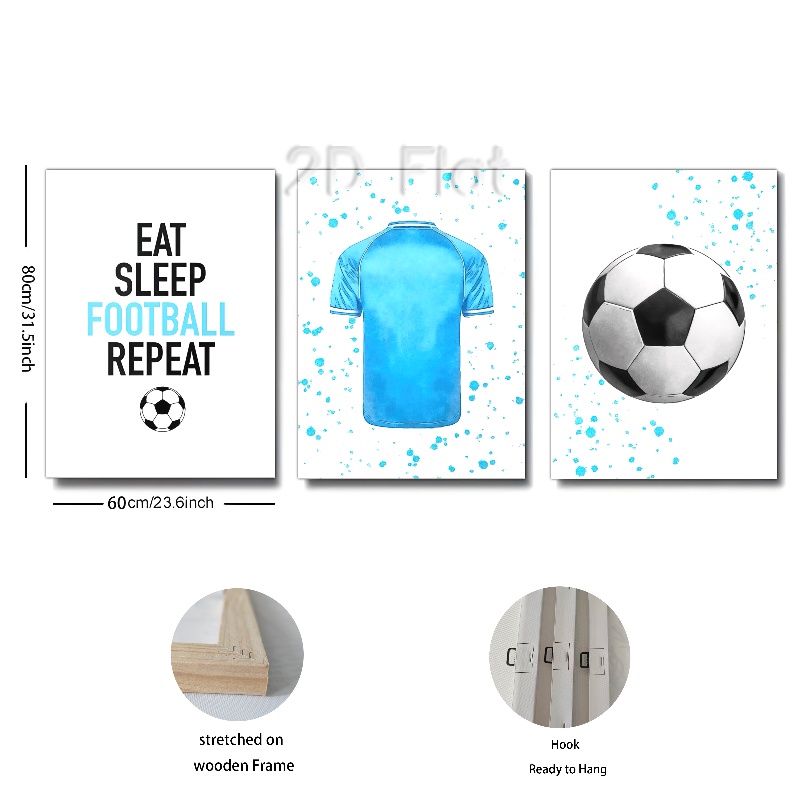 2D Flat
EAT
SLEEP
FOOTBALL
REPEAT
80cm/31.5inch
60cm/23.6inch
stretched on
wooden Frame
Hook
Ready to Hang